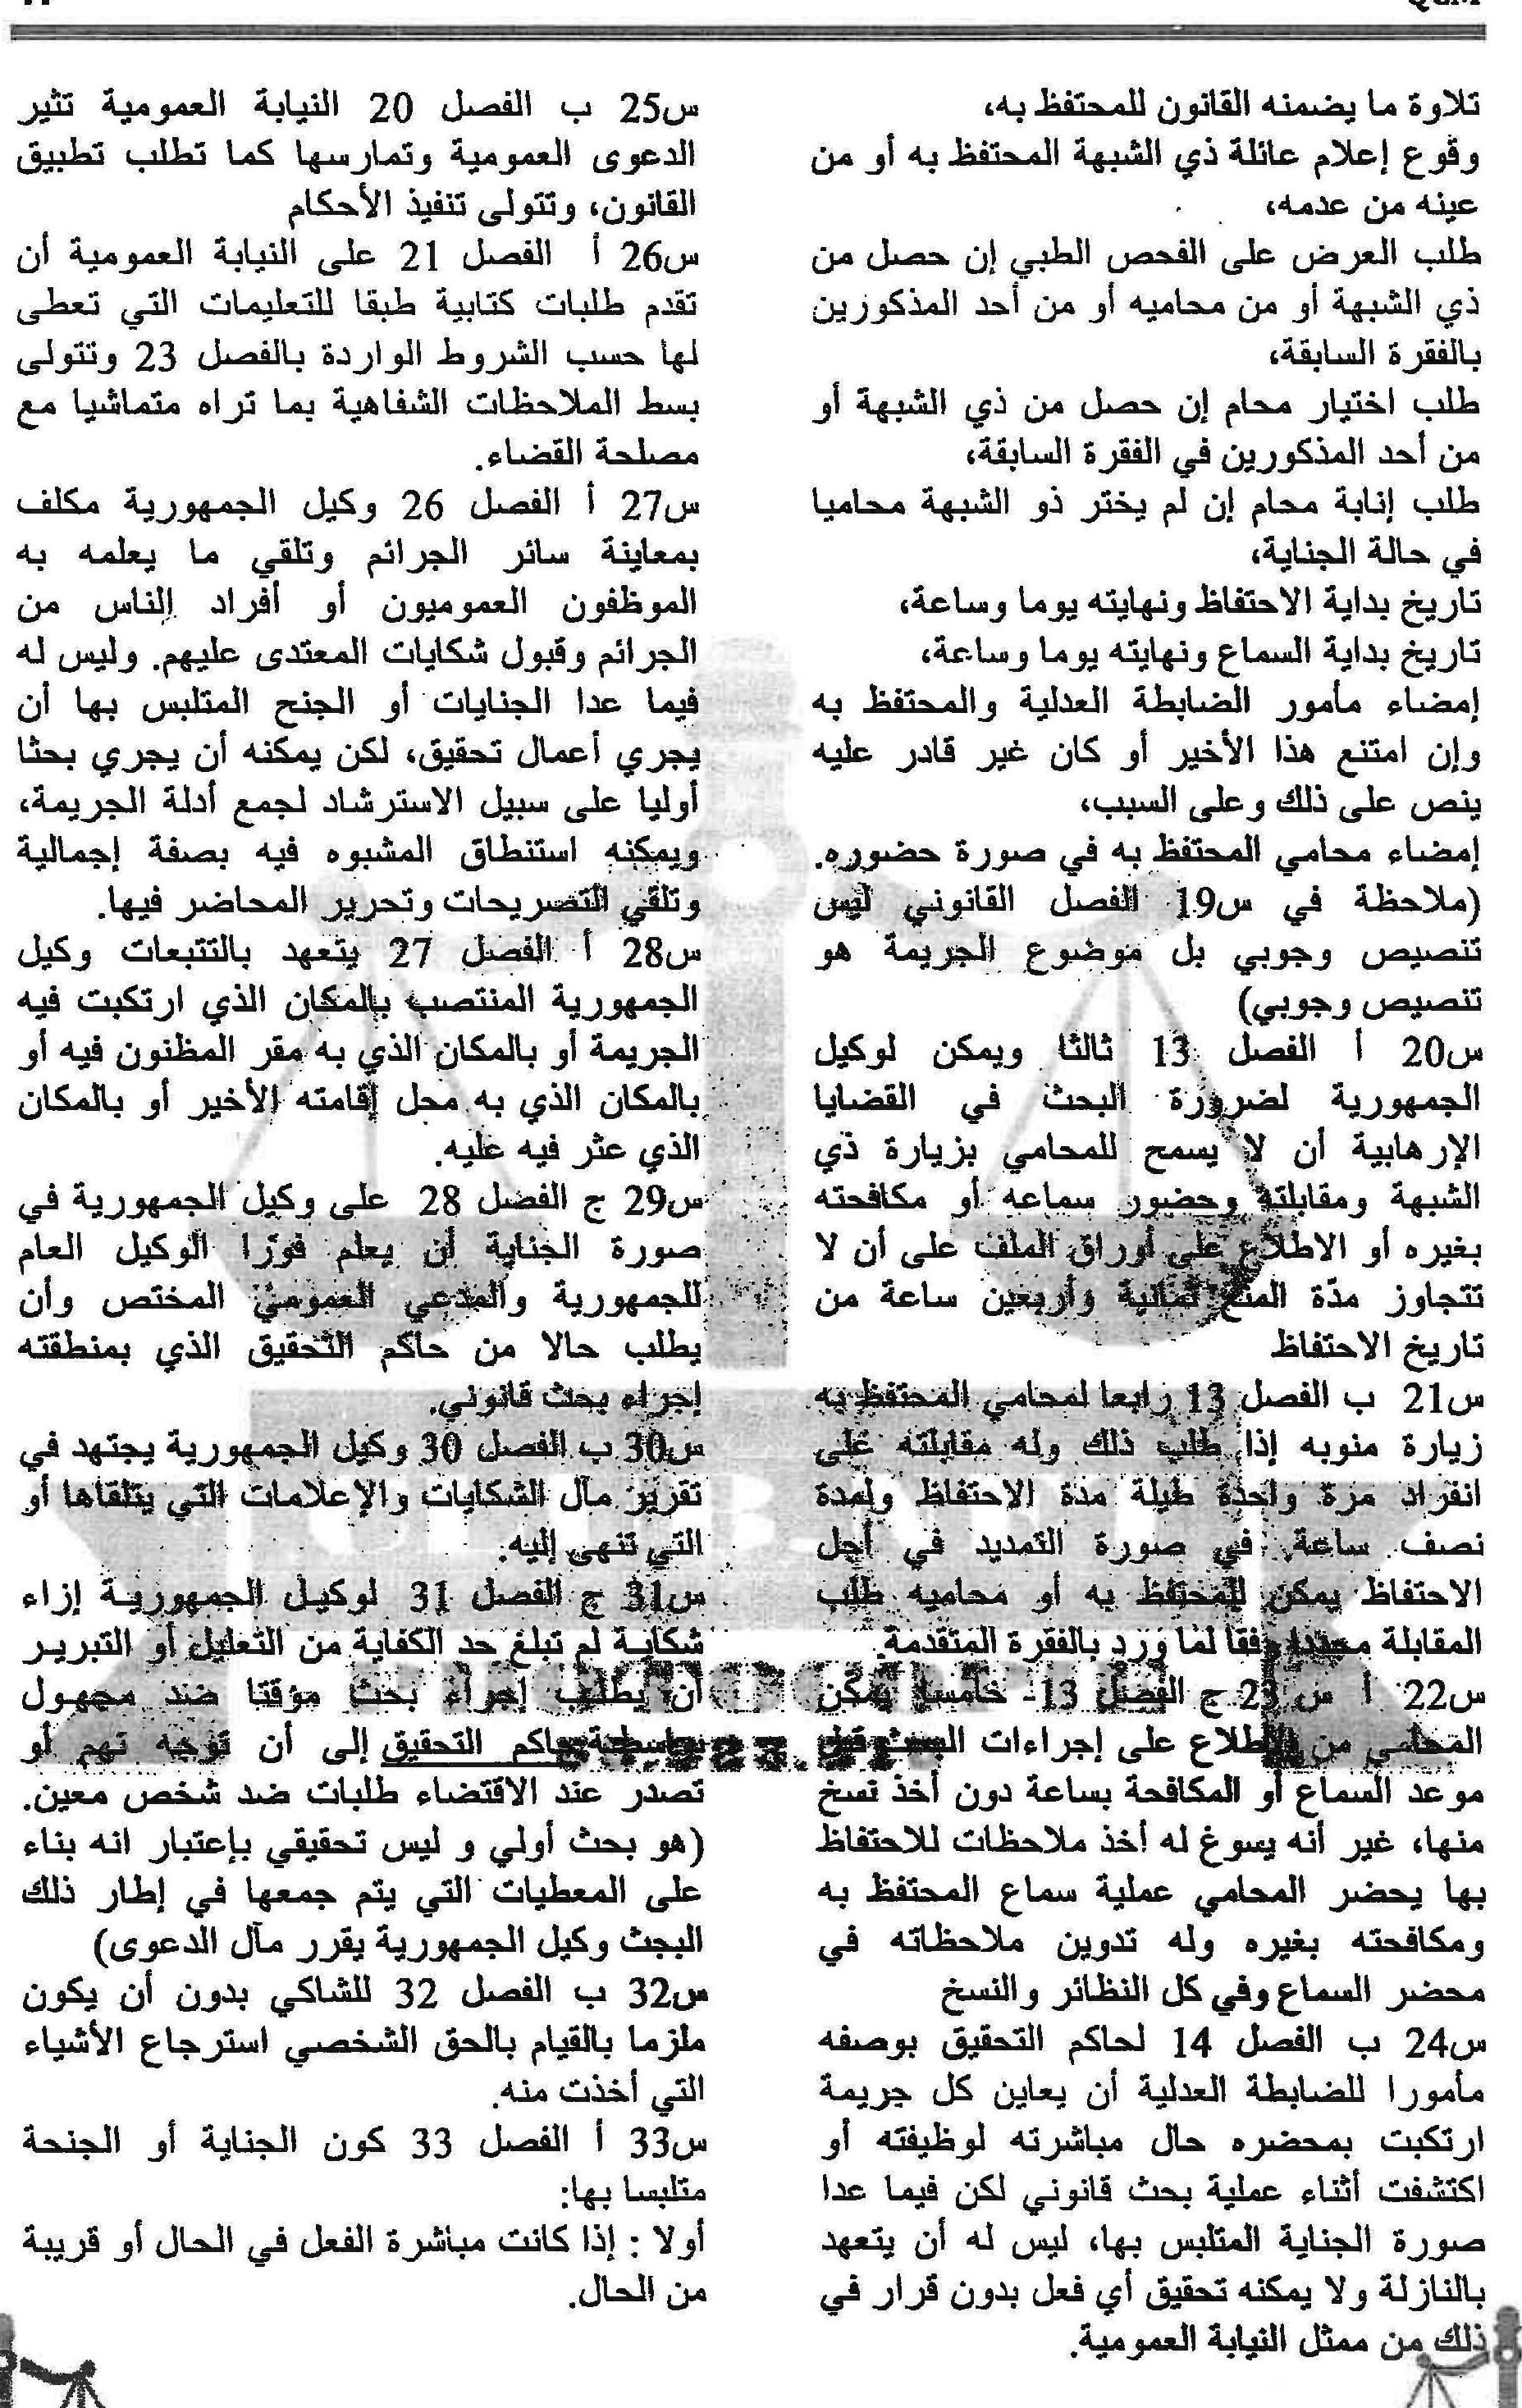 تلاوة ما يضمنه القانون للمحتفظ به،
وقوع إعلام عائلة ذي الشبهة المحتفظ به أو من
عينه من عدمه،
طلب العرض على الفحص الطبي إن حصل من
ذي الشبهة أو من محاميه أو من أحد المذكورين
بالفقرة السابقة،
طلب اختيار محام إن حصل من ذي الشبهة أو
من أحد المذكورين في الفقرة السابقة،
طلب إنابة محام إن لم يختر ذو الشبهة محاميا
في حالة الجناية،
تاريخ بداية الاحتفاظ ونهايته يوما وساعة،
تاريخ بداية السماع ونهايته يوما وساعة،
إمضاء مأمور الضابطة العدلية والمحتفظ به
وإن امتنع هذا الأخير أو كان غير قادر عليه
ينص على ذلك وعلى السبب،
إمضاء محامي المحتفظ به في صورة حضوره.
(ملاحظة في س19 الفصل القانوني ليس
تنصيص وجوبي بل موضوع الجريمة هو
تنصيص وجوبي)
س20 أ الفصل 13 ثالثا ويمكن لوكيل
الجمهورية لضرورة البحث في القضايا
الإرهابية أن لا يسمح للمحامي بزيارة ذي
الشبهة ومقابلته وحضور سماعه أو مكافحته
بغيره أو الاطلاع على أوراق الملف على أن لا
تتجاوز مدّة المنع ثمانية وأربعين ساعة من
تاريخ الاحتفاظ
س21 ب الفصل 13 رابعا لمحامي المحتفظ به
زيارة منوبه إذا طلب ذلك وله مقابلته على
انفراد مرة واحدة طيلة مدة الاحتفاظ ولمدة
نصف ساعة. في صورة التمديد في أجل
الاحتفاظ يمكن للمحتفظ به أو محاميه طلب
المقابلة مجددا وفقا لما ورد بالفقرة المتقدمة.
س22 أ س 23 ج الفصل 13- خامسا يمكن
المحامي من الاطلاع على إجراءات البحث قبل
موعد السماع أو المكافحة بساعة دون أخذ نسخ
منها، غير أنه يسوغ له أخذ ملاحظات للاحتفاظ
بها يحضر المحامي عملية سماع المحتفظ به
ومكافحته بغيره وله تدوين ملاحظاته في
محضر السماع وفي كل النظائر والنسخ
س24 ب الفصل 14 لحاكم التحقيق بوصفه
مأمورا للضابطة العدلية أن يعاين كل جريمة
ارتكبت بمحضره حال مباشرته لوظيفته أو
اكتشفت أثناء عملية بحث قانوني لكن فيما عدا
صورة الجناية المتلبس بها، ليس له أن يتعهد
بالنازلة ولا يمكنه تحقيق أي فعل بدون قرار في
ذلك من ممثل النيابة العمومية.
س25 ب الفصل 20 النيابة العمومية تثير
الدعوى العمومية وتمارسها كما تطلب تطبيق
القانون، وتتولى تنفيذ الأحكام
س26 أ الفصل 21 على النيابة العمومية أن
تقدم طلبات كتابية طبقا للتعليمات التي تعطى
لها حسب الشروط الواردة بالفصل 23 وتتولى
بسط الملاحظات الشفاهية بما تراه متماشيا مع
مصلحة القضاء.
س27 أ الفصل 26 وكيل الجمهورية مكلف
بمعاينة سائر الجرائم وتلقي ما يعلمه به
الموظفون العموميون أو أفراد الناس من
الجرائم وقبول شكايات المعتدى عليهم. وليس له
فيما عدا الجنايات أو الجنح المتلبس بها أن
يجري أعمال تحقيق، لكن يمكنه أن يجري بحثا
أوليا على سبيل الاسترشاد لجمع أدلة الجريمة،
ويمكنه استنطاق المشبوه فيه بصفة إجمالية
وتلقي التصريحات وتحرير المحاضر فيها.
س28 أ الفصل 27 يتعهد بالتتبعات وكيل
الجمهورية المنتصب بالمكان الذي ارتكبت فيه
الجريمة أو بالمكان الذي به مقر المظنون فيه أو
بالمكان الذي به محل إقامته الأخير أو بالمكان
الذي عثر فيه عليه.
س29 ج الفصل 28 على وكيل الجمهورية في
صورة الجناية أن يعلم فورا الوكيل العام
للجمهورية والمدعي العمومي المختص وأن
يطلب حالا من حاكم التحقيق الذي بمنطقته
إجراء بحث قانوني.
س30 ب الفصل 30 وكيل الجمهورية يجتهد في
تقرير مآل الشكايات والإعلامات التي يتلقاها أو
التي تنهى إليه.
س31 ج الفصل 31 لوكيل الجمهورية إزاء
شكاية لم تبلغ حد الكفاية من التعليل أو التبرير
أن يطلب إجراء بحث مؤقتا ضد مجهول
حاكم التحقيق إلى أن توجه تهم أو
تصدر عند الاقتضاء طلبات ضد شخص معين.
(هو بحث أولي و ليس تحقيقي بإعتبار انه بناء
على المعطيات التي يتم جمعها في إطار ذلك
البحث وكيل الجمهورية يقرر مآل الدعوى)
س32 ب الفصل 32 للشاكي بدون أن يكون
ملزما بالقيام بالحق الشخصي استرجاع الأشياء
التي أخذت منه.
س33 أ الفصل 33 كون الجناية أو الجنحة
متلبسا بها:
أولا : إذا كانت مباشرة الفعل في الحال أو قريبة
من الحال.